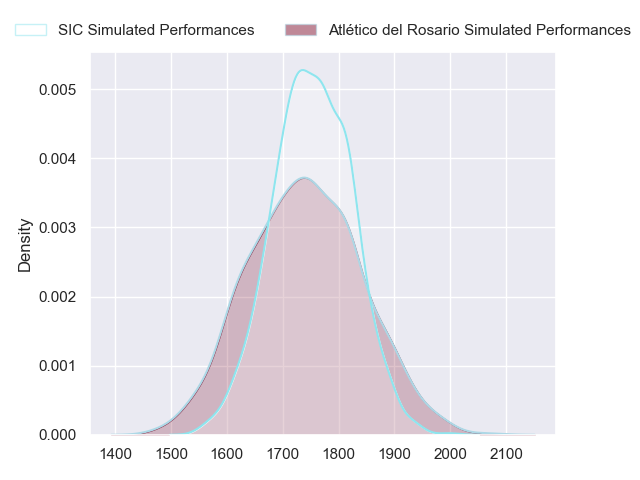 SIC Simulated Performances
Atlético del Rosario Simulated Performances
0.005
0.004
0.003
0.002
0.001
0.000
Density
1400 1500 1600 1700 1800 1900 2000 2100